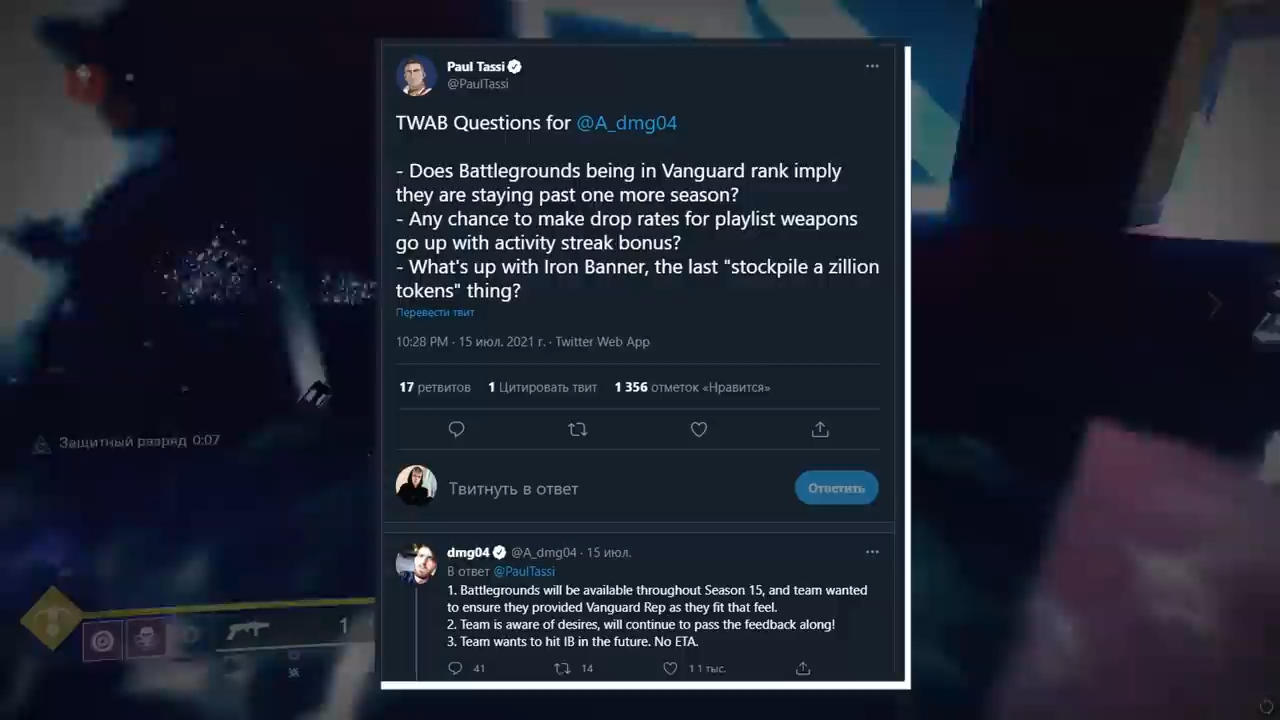 Paul Tassi
@PaulTassi
TWAB Questions for @A_dmg04
- Does Battlegrounds being in Vanguard rank imply
they are staying past one more season?
- Any chance to make drop rates for playlist weapons
go up with activity streak bonus?
- What's up with Iron Banner, the last "stockpile a zillion
tokens" thing?
Перевести твит
10:28 PM · 15 июл. 2021 г. · Twitter Web App
17 ретвитов 1 Цитировать твит 1 356 отметок «Нравится»
Защитный разряд 0:07
Твитнуть в ответ
Ответить
dmg04 @A_dmg04 · 15 июл.
В ответ @PaulTassi
1. Battlegrounds will be available throughout Season 15, and team wanted
to ensure they provided Vanguard Rep as they fit that feel.
2. Team is aware of desires, will continue to pass the feedback along!
3. Team wants to hit IB in the future. No ETA.
41 14 1 1 тыс.
1